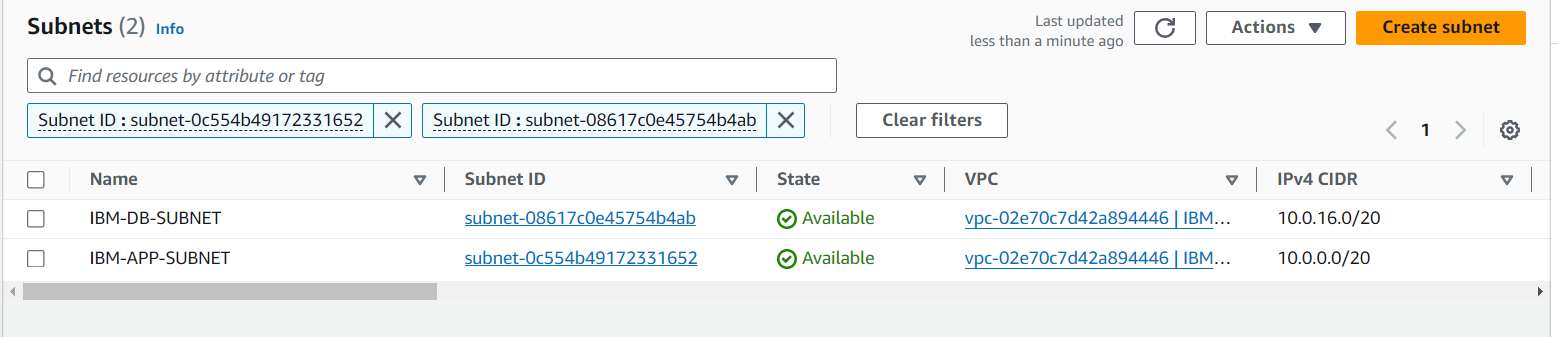 Subnets (2) Info
Last updated
less than a minute ago
Actions
Create subnet
Find resources by attribute or tag
Subnet ID : subnet-0c554b49172331652
Subnet ID : subnet-08617c0e45754b4ab
Clear filters
1
Name Subnet ID State VPC IPv4 CIDR
IBM-DB-SUBNET subnet-08617c0e45754b4ab Available vpc-02e70c7d42a894446 | IBM… 10.0.16.0/20
IBM-APP-SUBNET subnet-0c554b49172331652 Available vpc-02e70c7d42a894446 | IBM… 10.0.0.0/20